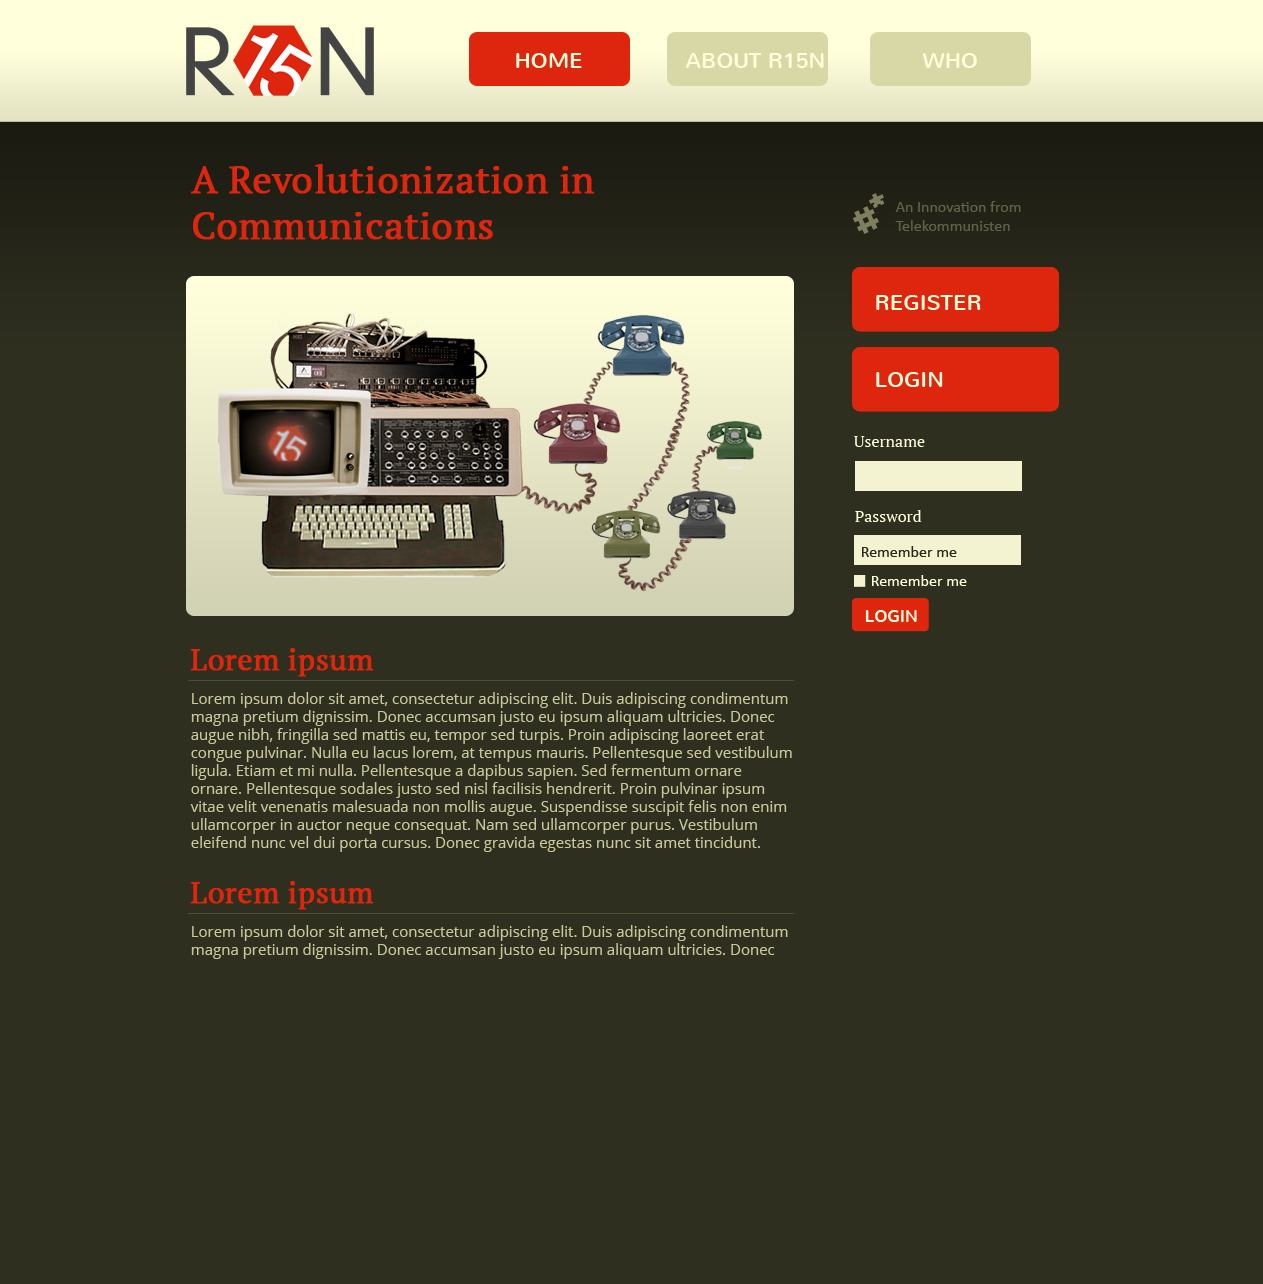 R15N
HOME
ABOUT R15N
WHO
A Revolutionization in
Communications
15
Lorem ipsum
Lorem ipsum dolor sit amet, consectetur adipiscing elit. Duis adipiscing condimentum
magna pretium dignissim. Donec accumsan justo eu ipsum aliquam ultricies. Donec
augue nibh, fringilla sed mattis eu, tempor sed turpis. Proin adipiscing laoreet erat
congue pulvinar. Nulla eu lacus lorem, at tempus mauris. Pellentesque sed vestibulum
ligula. Etiam et mi nulla. Pellentesque a dapibus sapien. Sed fermentum ornare
ornare. Pellentesque sodales justo sed nisl facilisis hendrerit. Proin pulvinar ipsum
vitae velit venenatis malesuada non mollis augue. Suspendisse suscipit felis non enim
ullamcorper in auctor neque consequat. Nam sed ullamcorper purus. Vestibulum
eleifend nunc vel dui porta cursus. Donec gravida egestas nunc sit amet tincidunt.
Lorem ipsum
Lorem ipsum dolor sit amet, consectetur adipiscing elit. Duis adipiscing condimentum
magna pretium dignissim. Donec accumsan justo eu ipsum aliquam ultricies. Donec
An Innovation from
Telekommunisten
REGISTER
LOGIN
Username
Password
Remember me
Remember me
LOGIN